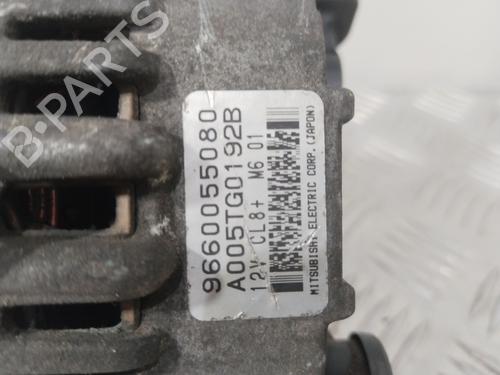 9660055080
A005TG0192B
12V CL8+ M6 01
MITSUBISHI ELECTRIC CORP. (JAPON)
B-PARTS